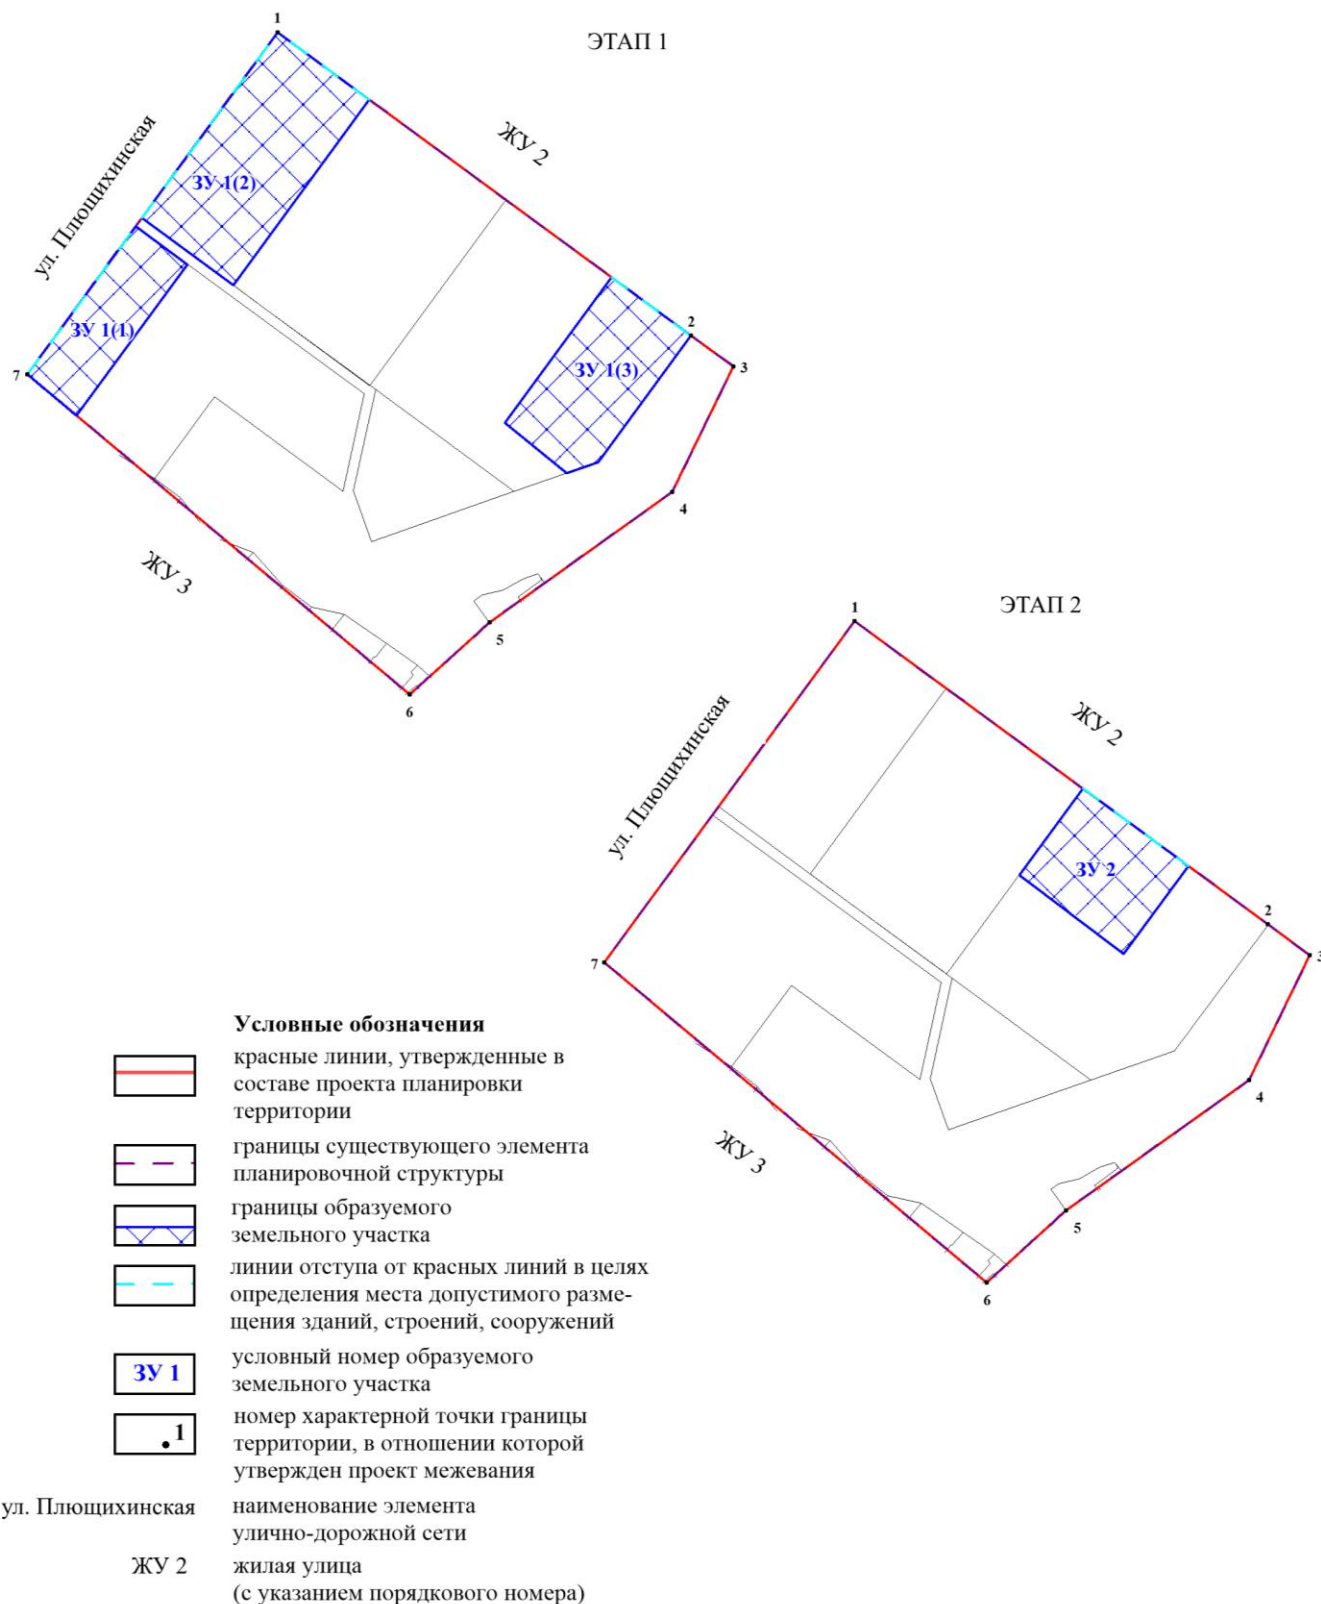 1
ЭТАП 1
ЖУ 2
ул. Плющихинская
ЗУ 1(2)
ЗУ 1(1)
2
ЗУ 1(3)
3
7
4
ЖУ 3
5
6
ЭТАП 2
1
ЖУ 2
ул. Плющихинская
ЗУ 2
2
3
7
4
ЖУ 3
5
6
Условные обозначения
красные линии, утвержденные в
составе проекта планировки
территории
границы существующего элемента
планировочной структуры
границы образуемого
земельного участка
линии отступа от красных линий в целях
определения места допустимого разме-
щения зданий, строений, сооружений
ЗУ 1
условный номер образуемого
земельного участка
1
номер характерной точки границы
территории, в отношении которой
утвержден проект межевания
ул. Плющихинская
наименование элемента
улично-дорожной сети
ЖУ 2
жилая улица
(с указанием порядкового номера)